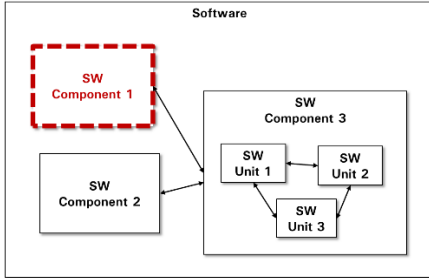 Software
SW
Component 1
SW
Component 2
SW
Component 3
SW
Unit 1
SW
Unit 2
SW
Unit 3